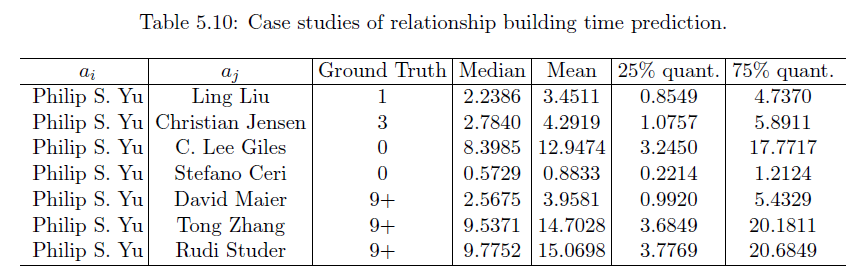 Table 5.10: Case studies of relationship building time prediction.
a_i a_j Ground Truth Median Mean 25% quant. 75% quant.
Philip S. Yu Ling Liu 1 2.2386 3.4511 0.8549 4.7370
Philip S. Yu Christian Jensen 3 2.7840 4.2919 1.0757 5.8911
Philip S. Yu C. Lee Giles 0 8.3985 12.9474 3.2450 17.7717
Philip S. Yu Stefano Ceri 0 0.5729 0.8833 0.2214 1.2124
Philip S. Yu David Maier 9+ 2.5675 3.9581 0.9920 5.4329
Philip S. Yu Tong Zhang 9+ 9.5371 14.7028 3.6849 20.1811
Philip S. Yu Rudi Studer 9+ 9.7752 15.0698 3.7769 20.6849